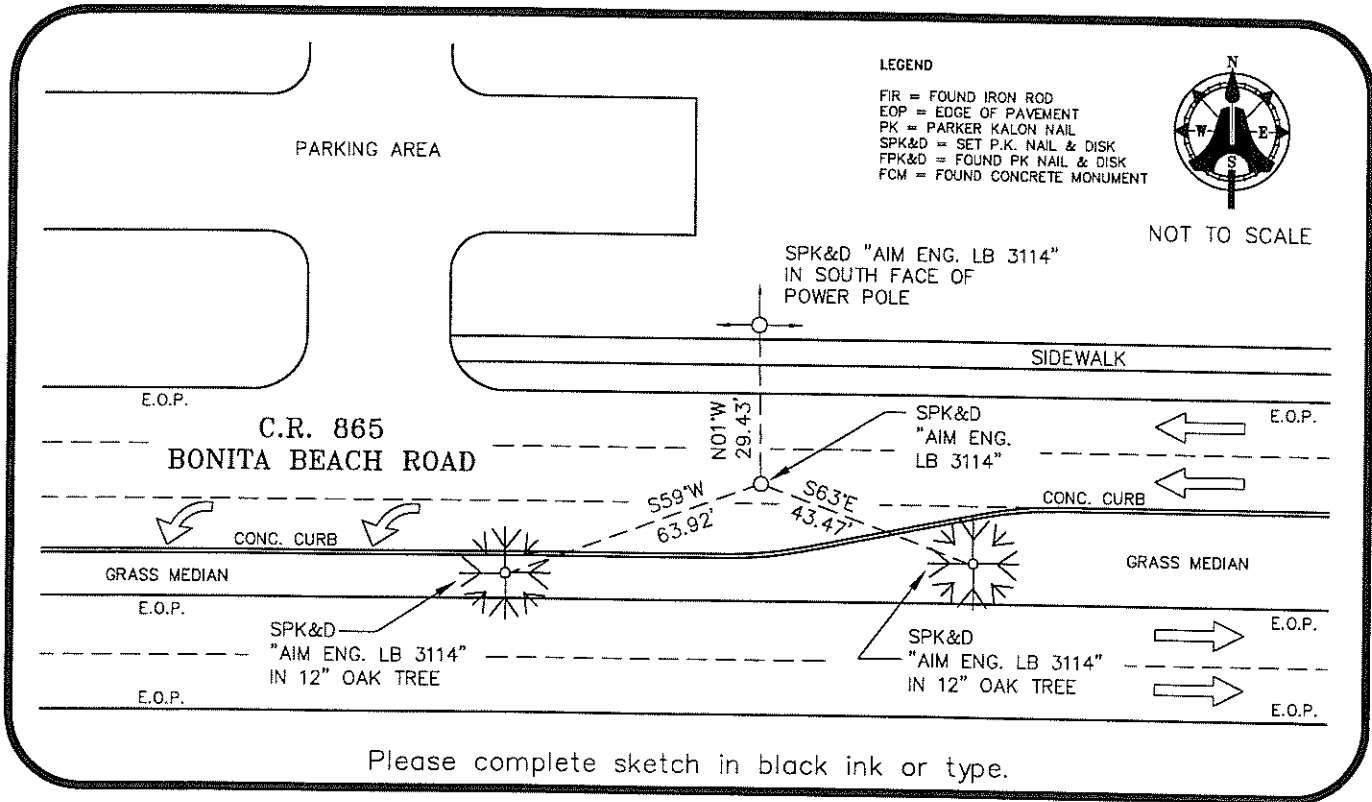 LEGEND
FIR = FOUND IRON ROD
EOP = EDGE OF PAVEMENT
PK = PARKER KALON NAIL
SPK&D = SET P.K. NAIL & DISK
FPK&D = FOUND PK NAIL & DISK
FCM = FOUND CONCRETE MONUMENT
N
W
E
S
NOT TO SCALE
PARKING AREA
SPK&D "AIM ENG. LB 3114"
IN SOUTH FACE OF
POWER POLE
SIDEWALK
E.O.P.
E.O.P.
C.R. 865
BONITA BEACH ROAD
N01°W
29.43'
SPK&D
"AIM ENG.
LB 3114"
S59°W
63.92'
S63°E
43.47'
CONC. CURB
CONC. CURB
GRASS MEDIAN
GRASS MEDIAN
E.O.P.
E.O.P.
SPK&D
"AIM ENG. LB 3114"
IN 12" OAK TREE
SPK&D
"AIM ENG. LB 3114"
IN 12" OAK TREE
E.O.P.
E.O.P.
Please complete sketch in black ink or type.